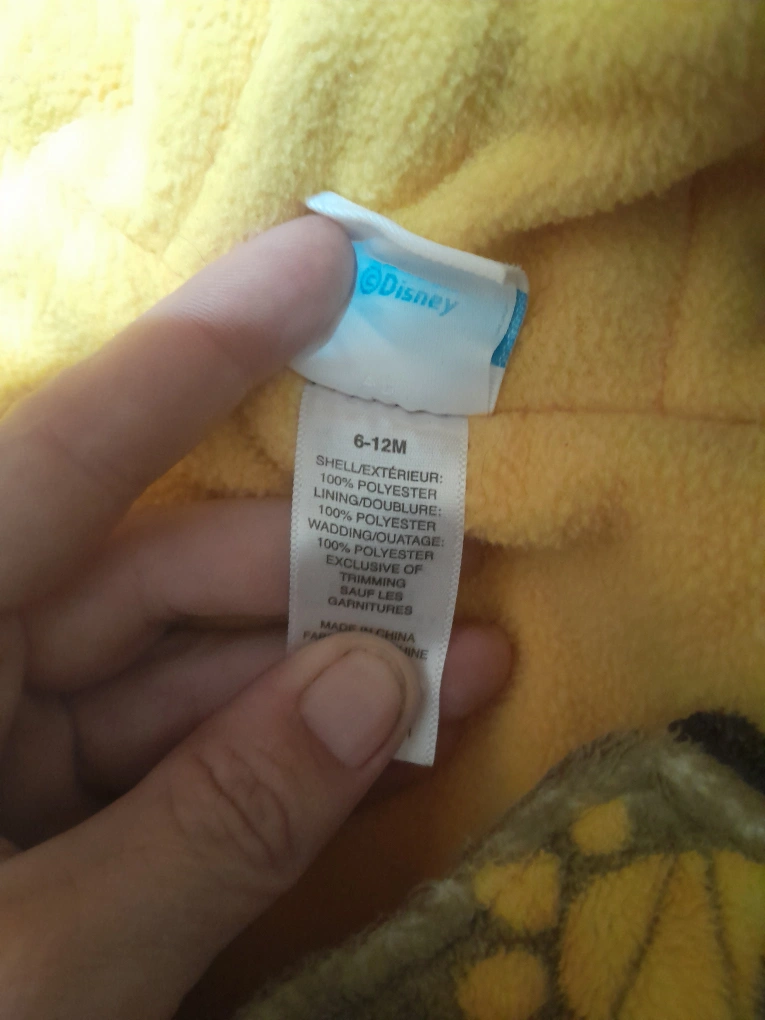 ©Disney
6-12M
SHELL/EXTÉRIEUR:
100% POLYESTER
LINING/DOUBLURE:
100% POLYESTER
WADDING/OUATAGE:
100% POLYESTER
EXCLUSIVE OF
TRIMMING
SAUF LES
GARNITURES
MADE IN CHINA